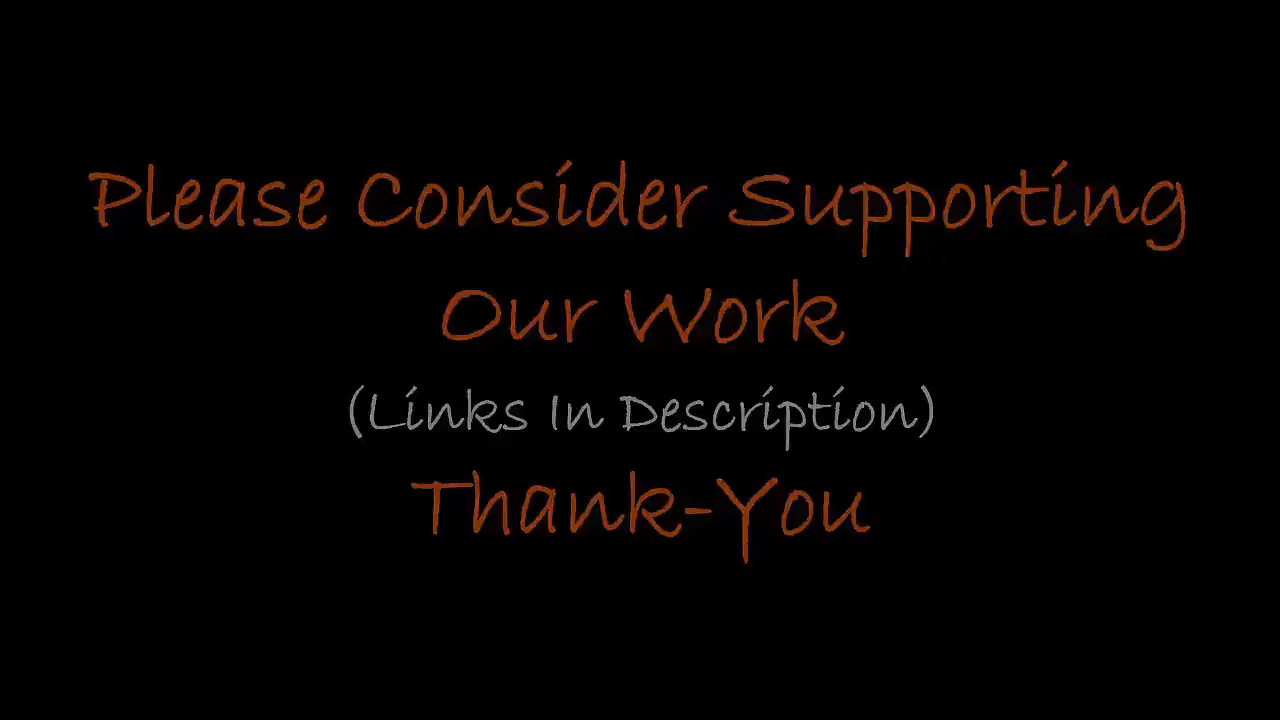 Please Consider Supporting
Our Work
(Links In Description)
Thank-You